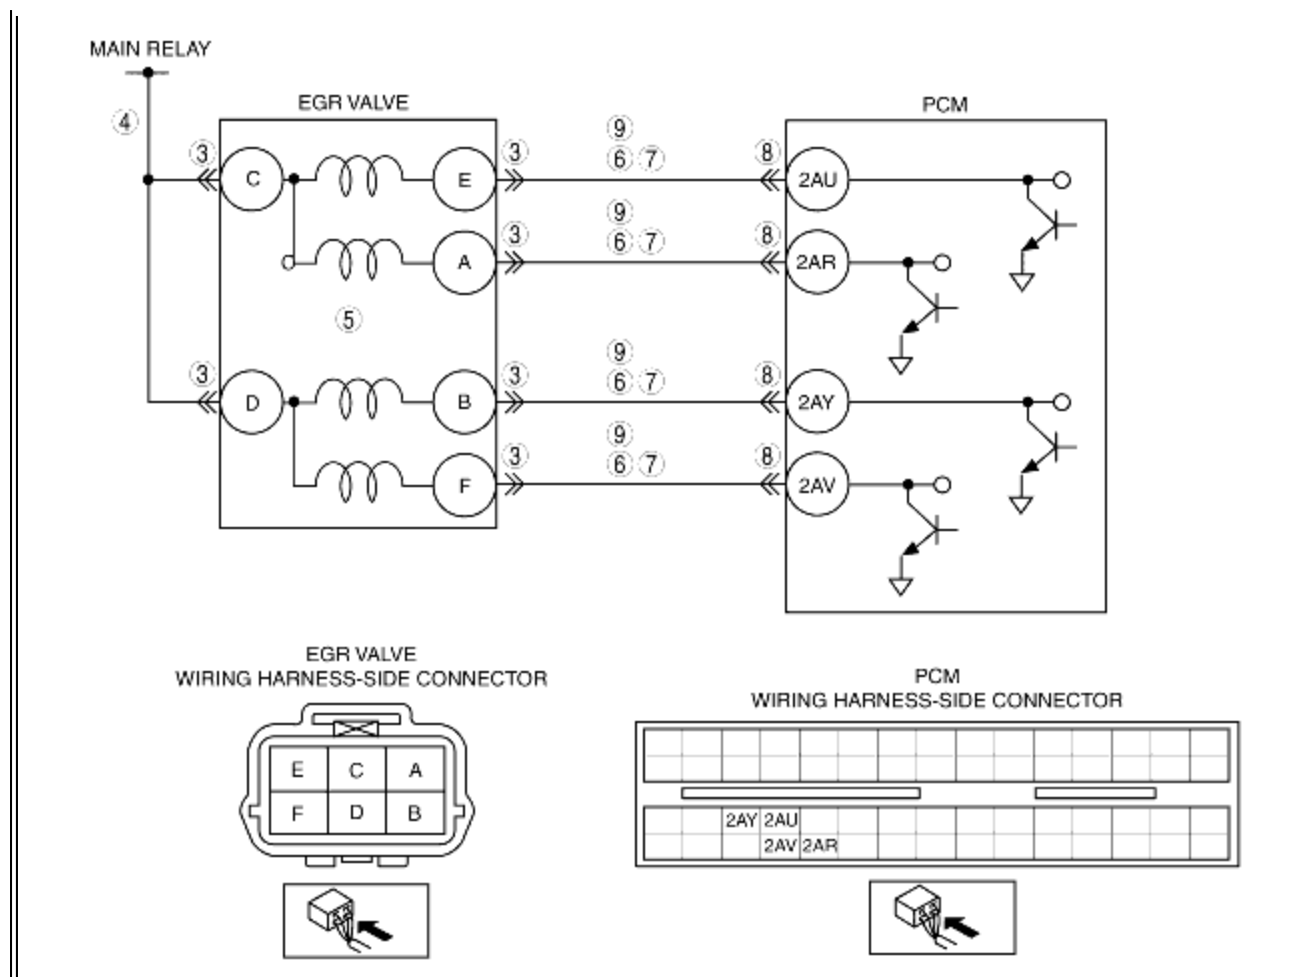 MAIN RELAY
EGR VALVE
PCM
4
3 C E 3 9 6 7 8 2AU
A 3 9 6 7 8 2AR
5
3 D B 3 9 6 7 8 2AY
F 3 9 6 7 8 2AV
EGR VALVE
WIRING HARNESS-SIDE CONNECTOR
E C A
F D B
PCM
WIRING HARNESS-SIDE CONNECTOR
2AY 2AU
2AV 2AR